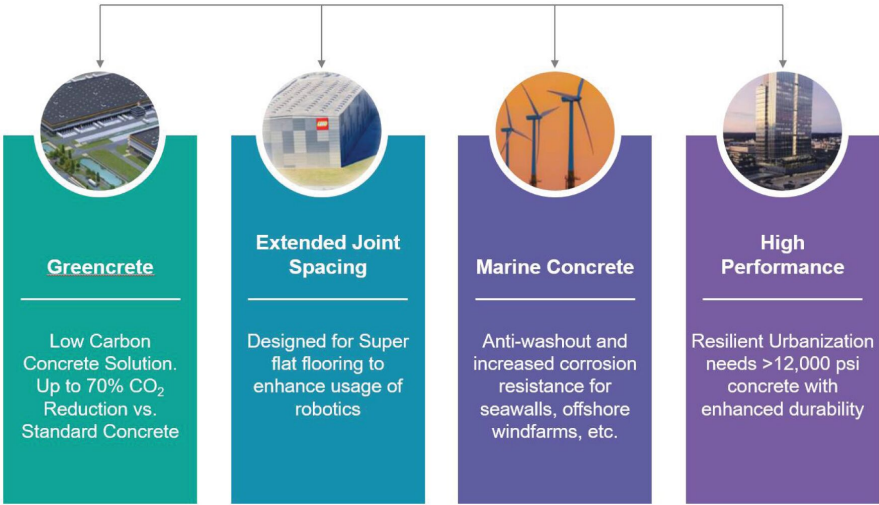 Greencrete
Low Carbon
Concrete Solution.
Up to 70% CO₂
Reduction vs.
Standard Concrete
LEGO
Extended Joint
Spacing
Designed for Super
flat flooring to
enhance usage of
robotics
Marine Concrete
Anti-washout and
increased corrosion
resistance for
seawalls, offshore
windfarms, etc.
High
Performance
Resilient Urbanization
needs >12,000 psi
concrete with
enhanced durability